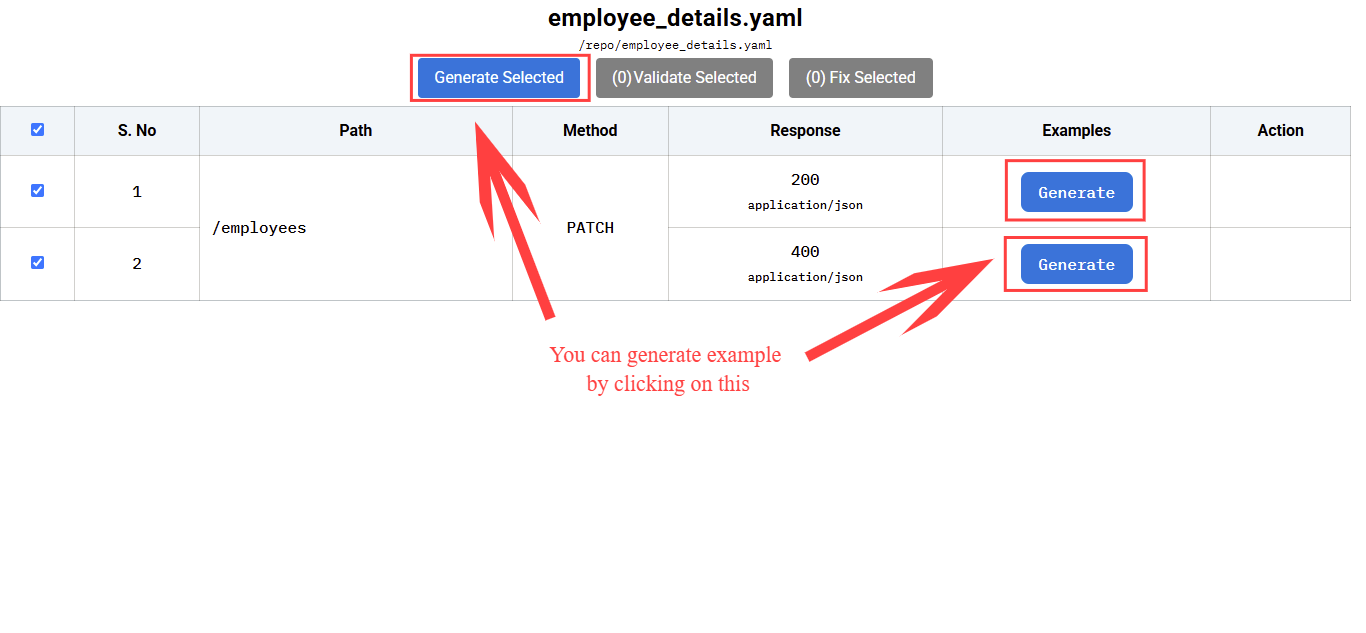 employee_details.yaml
/repo/employee_details.yaml
Generate Selected (0)Validate Selected (0) Fix Selected
S. No Path Method Response Examples Action
1 /employees PATCH 200 application/json Generate
2 400 application/json Generate
You can generate example
by clicking on this